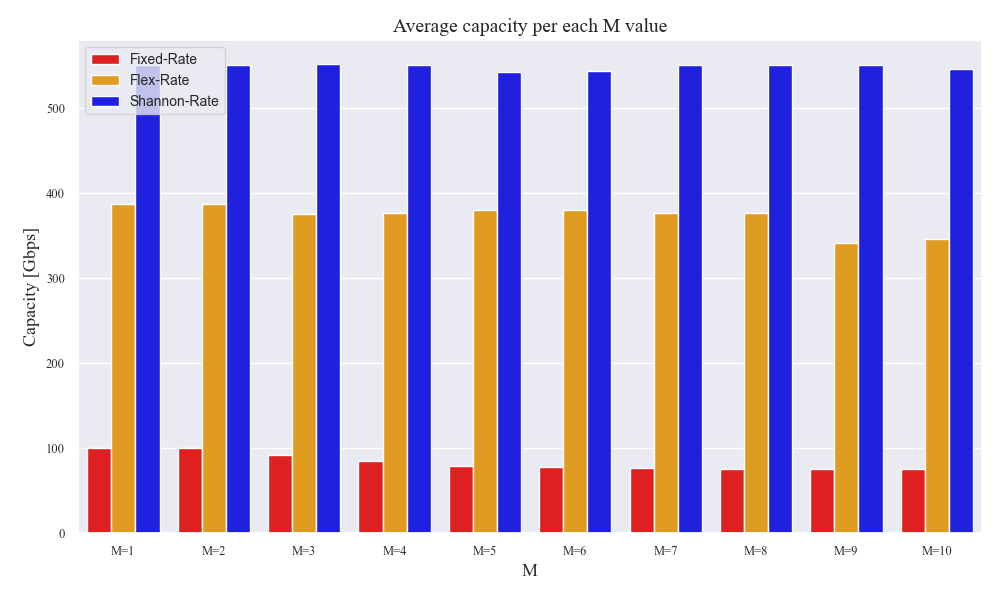 Average capacity per each M value
Fixed-Rate
Flex-Rate
Shannon-Rate
Capacity [Gbps]
500
400
300
200
100
0
M=1 M=2 M=3 M=4 M=5 M=6 M=7 M=8 M=9 M=10
M